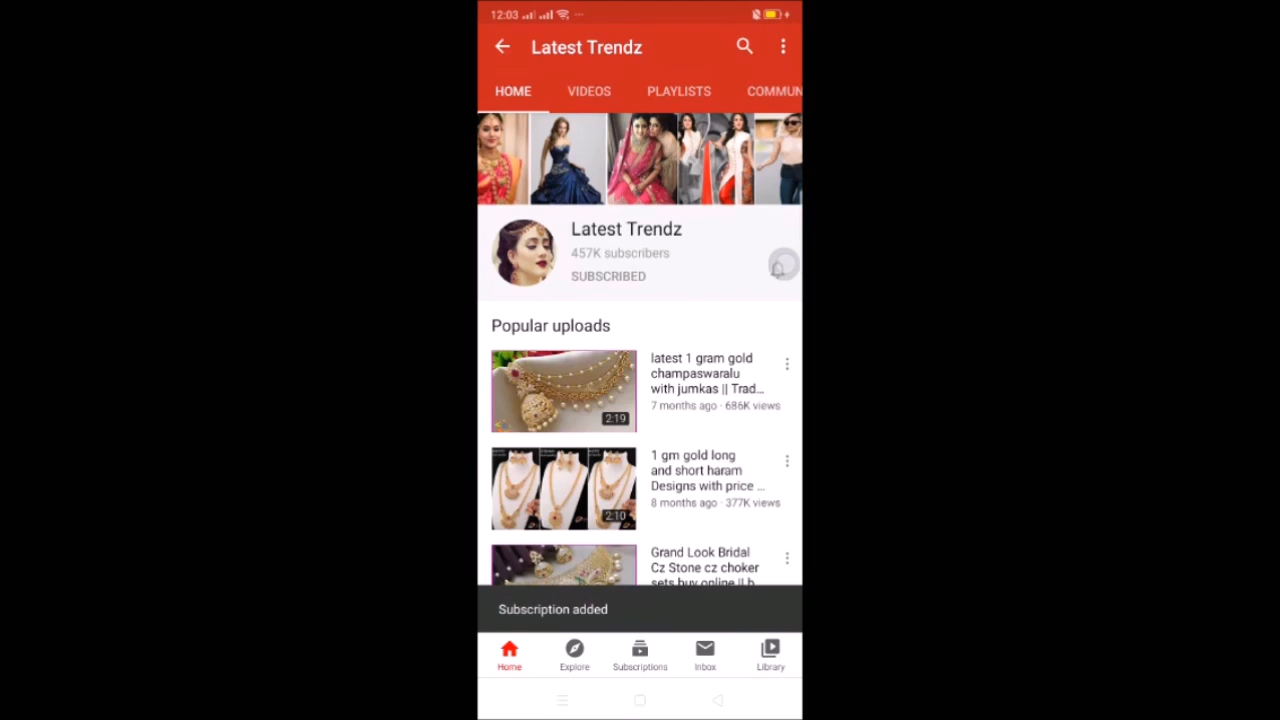 12:03
Latest Trendz
HOME VIDEOS PLAYLISTS COMMUN
Latest Trendz
457K subscribers
SUBSCRIBED
Popular uploads
latest 1 gram gold
champaswaralu
with jumkas || Trad...
7 months ago · 686K views
2:19
1 gm gold long
and short haram
Designs with price ...
8 months ago · 377K views
2:10
Grand Look Bridal
Cz Stone cz choker
sets buy online || b
Subscription added
Home Explore Subscriptions Inbox Library